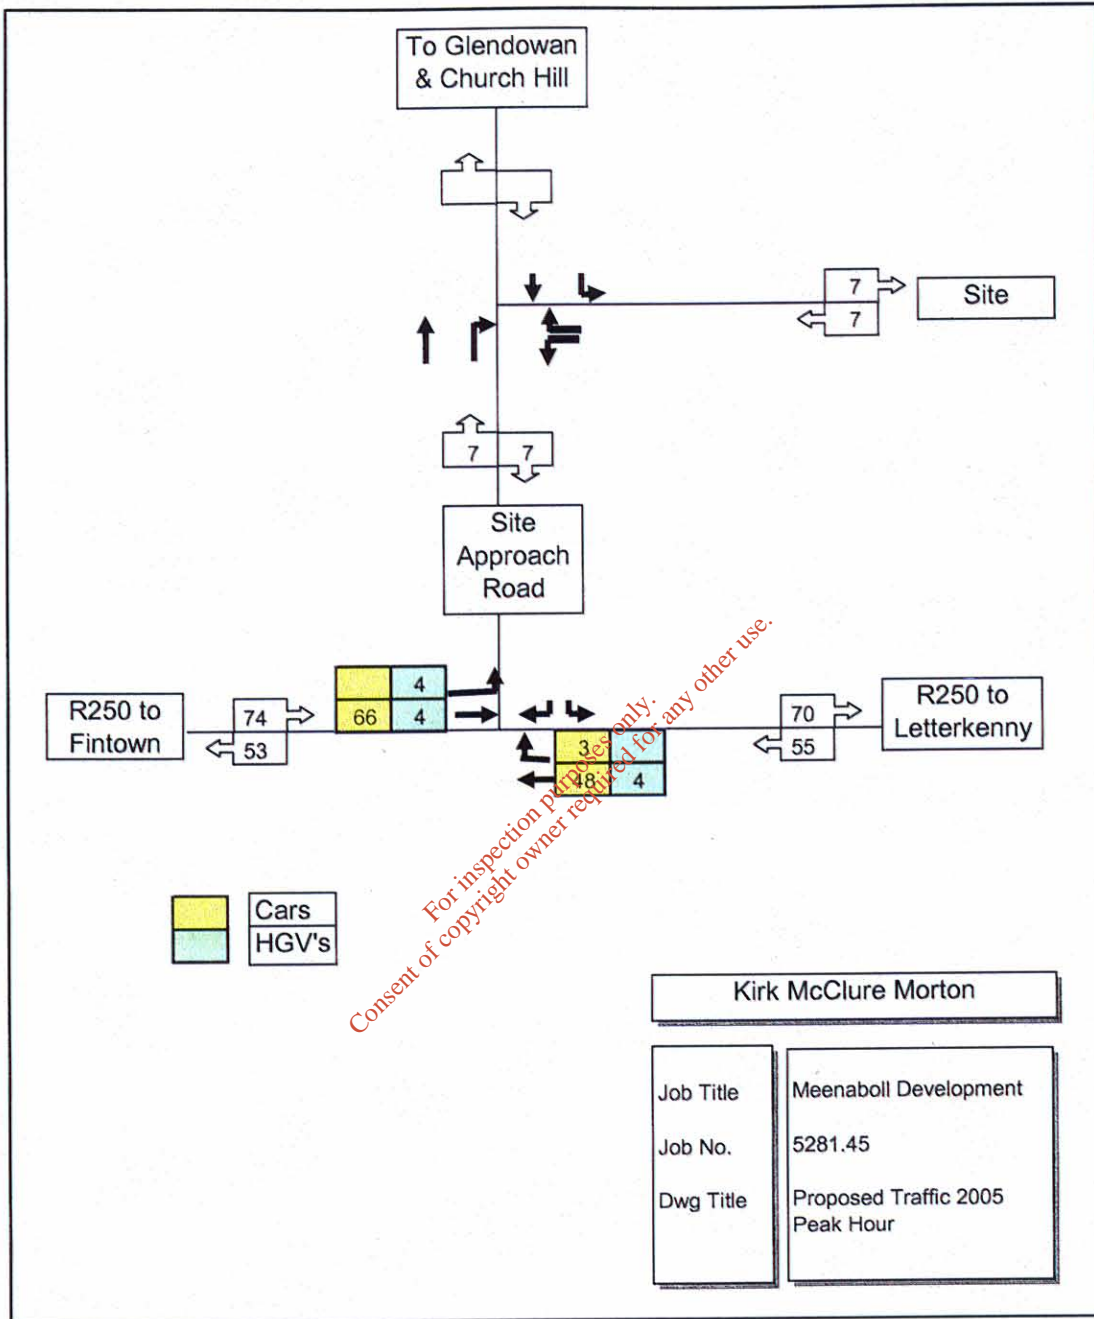 To Glendowan
& Church Hill
7
Site
7
7 7
Site
Approach
Road
4
R250 to
Fintown
74
53
66 4
70
55
R250 to
Letterkenny
3
48 4
For inspection purposes only.
Consent of copyright owner required for any other use.
Cars
HGV's
Kirk McClure Morton
Job Title
Meenaboll Development
Job No.
5281.45
Dwg Title
Proposed Traffic 2005
Peak Hour